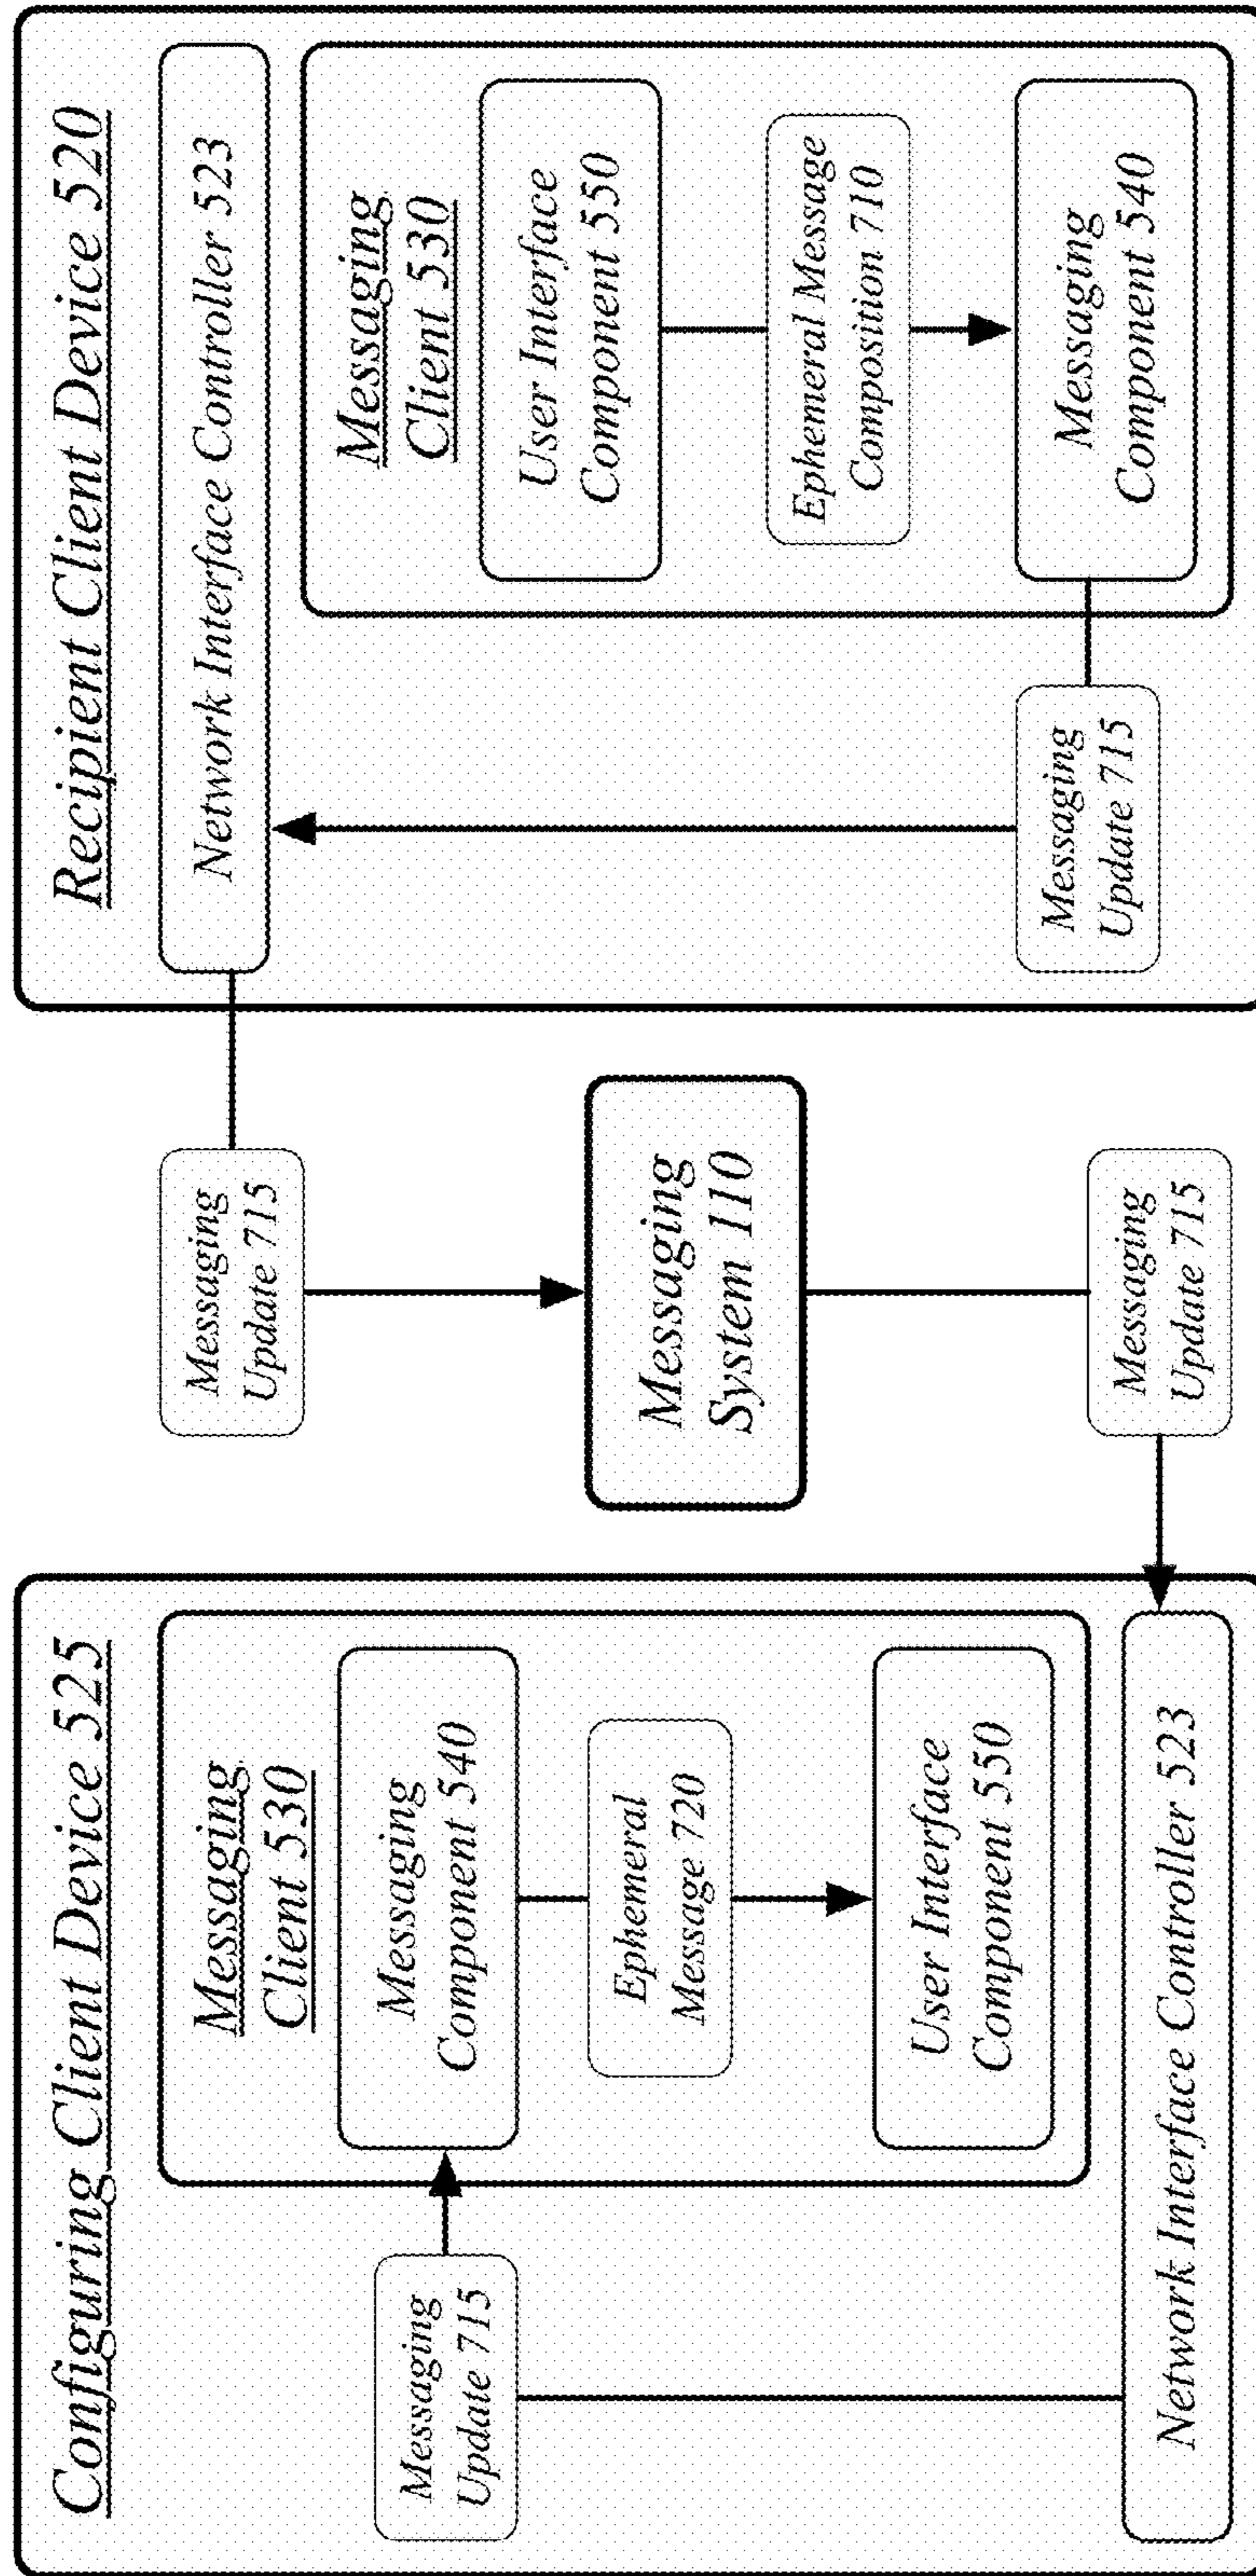 Configuring Client Device 525
Messaging
Client 530
Messaging
Component 540
Messaging
Update 715
Ephemeral
Message 720
User Interface
Component 550
Network Interface Controller 523
Messaging
Update 715
Messaging
System 110
Messaging
Update 715
Recipient Client Device 520
Network Interface Controller 523
Messaging
Client 530
User Interface
Component 550
Ephemeral Message
Composition 710
Messaging
Component 540
Messaging
Update 715